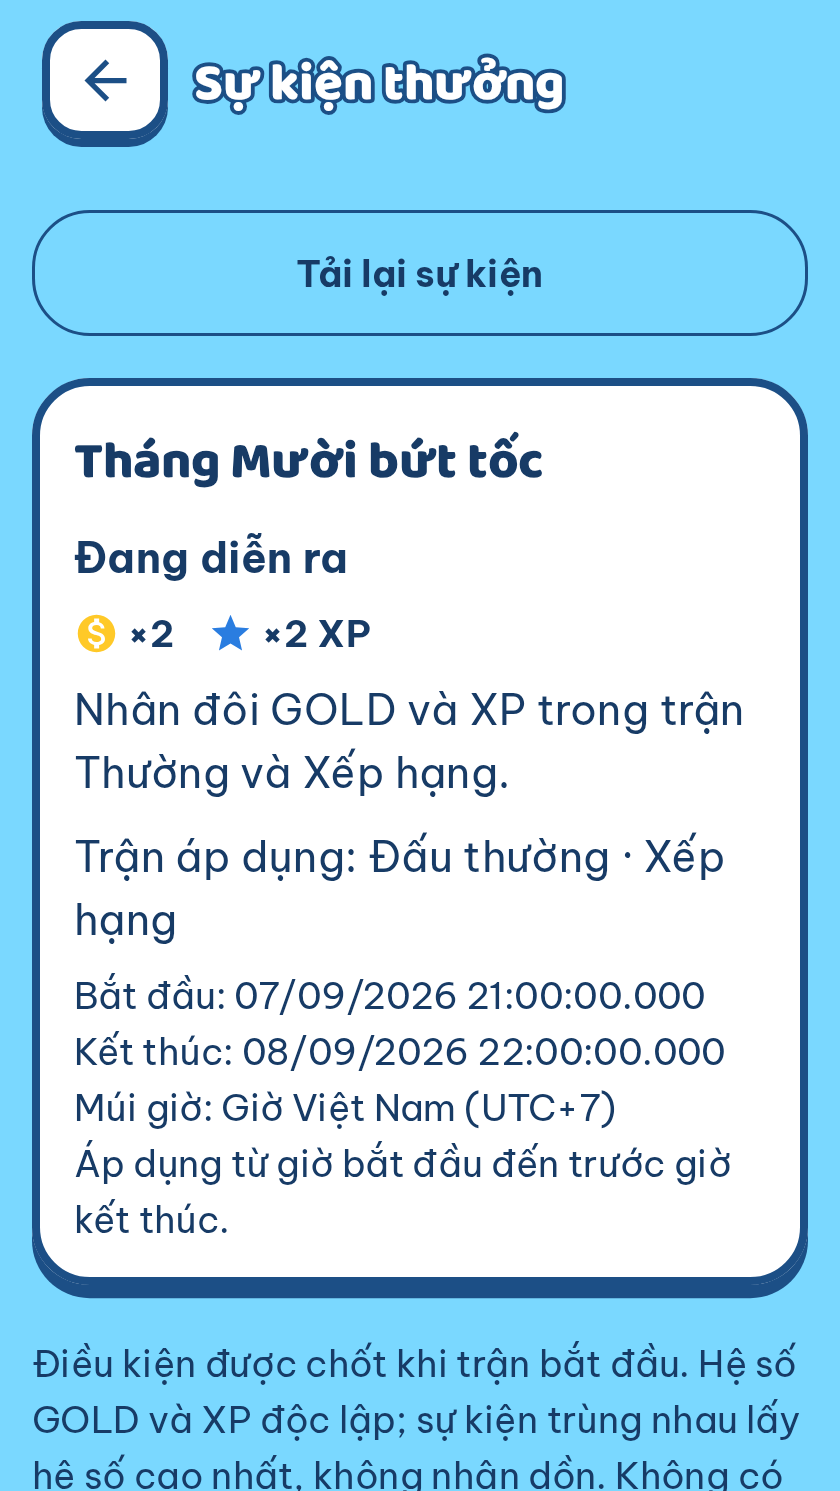 Sự kiện thưởng
Tải lại sự kiện
Tháng Mười bứt tốc
Đang diễn ra
×2 ×2 XP
Nhân đôi GOLD và XP trong trận
Thường và Xếp hạng.
Trận áp dụng: Đấu thường · Xếp
hạng
Bắt đầu: 07/09/2026 21:00:00.000
Kết thúc: 08/09/2026 22:00:00.000
Múi giờ: Giờ Việt Nam (UTC+7)
Áp dụng từ giờ bắt đầu đến trước giờ
kết thúc.
Điều kiện được chốt khi trận bắt đầu. Hệ số
GOLD và XP độc lập; sự kiện trùng nhau lấy
hệ số cao nhất, không nhân dồn. Không có